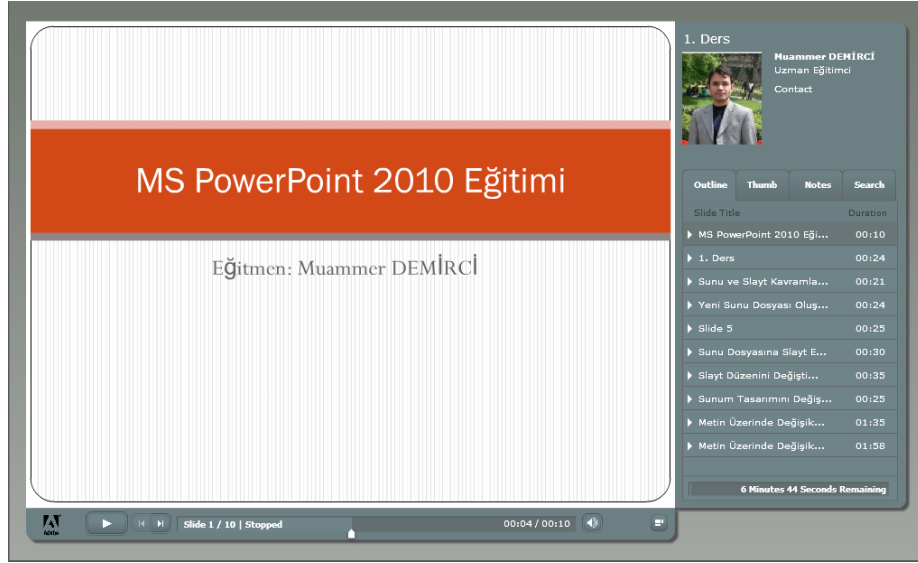 MS PowerPoint 2010 Eğitimi
Eğitmen: Muammer DEMİRCİ
1. Ders
Muammer DEMİRCİ
Uzman Eğitimci
Contact
Outline Thumb Notes Search
Slide Title Duration
MS PowerPoint 2010 Eği... 00:10
1. Ders 00:24
Sunu ve Slayt Kavramla... 00:21
Yeni Sunu Dosyası Oluş... 00:24
Slide 5 00:25
Sunu Dosyasına Slayt E... 00:30
Slayt Düzenini Değişti... 00:35
Sunum Tasarımını Değiş... 00:25
Metin Üzerinde Değişik... 01:35
Metin Üzerinde Değişik... 01:58
6 Minutes 44 Seconds Remaining
Adobe
Slide 1 / 10 | Stopped 00:04 / 00:10